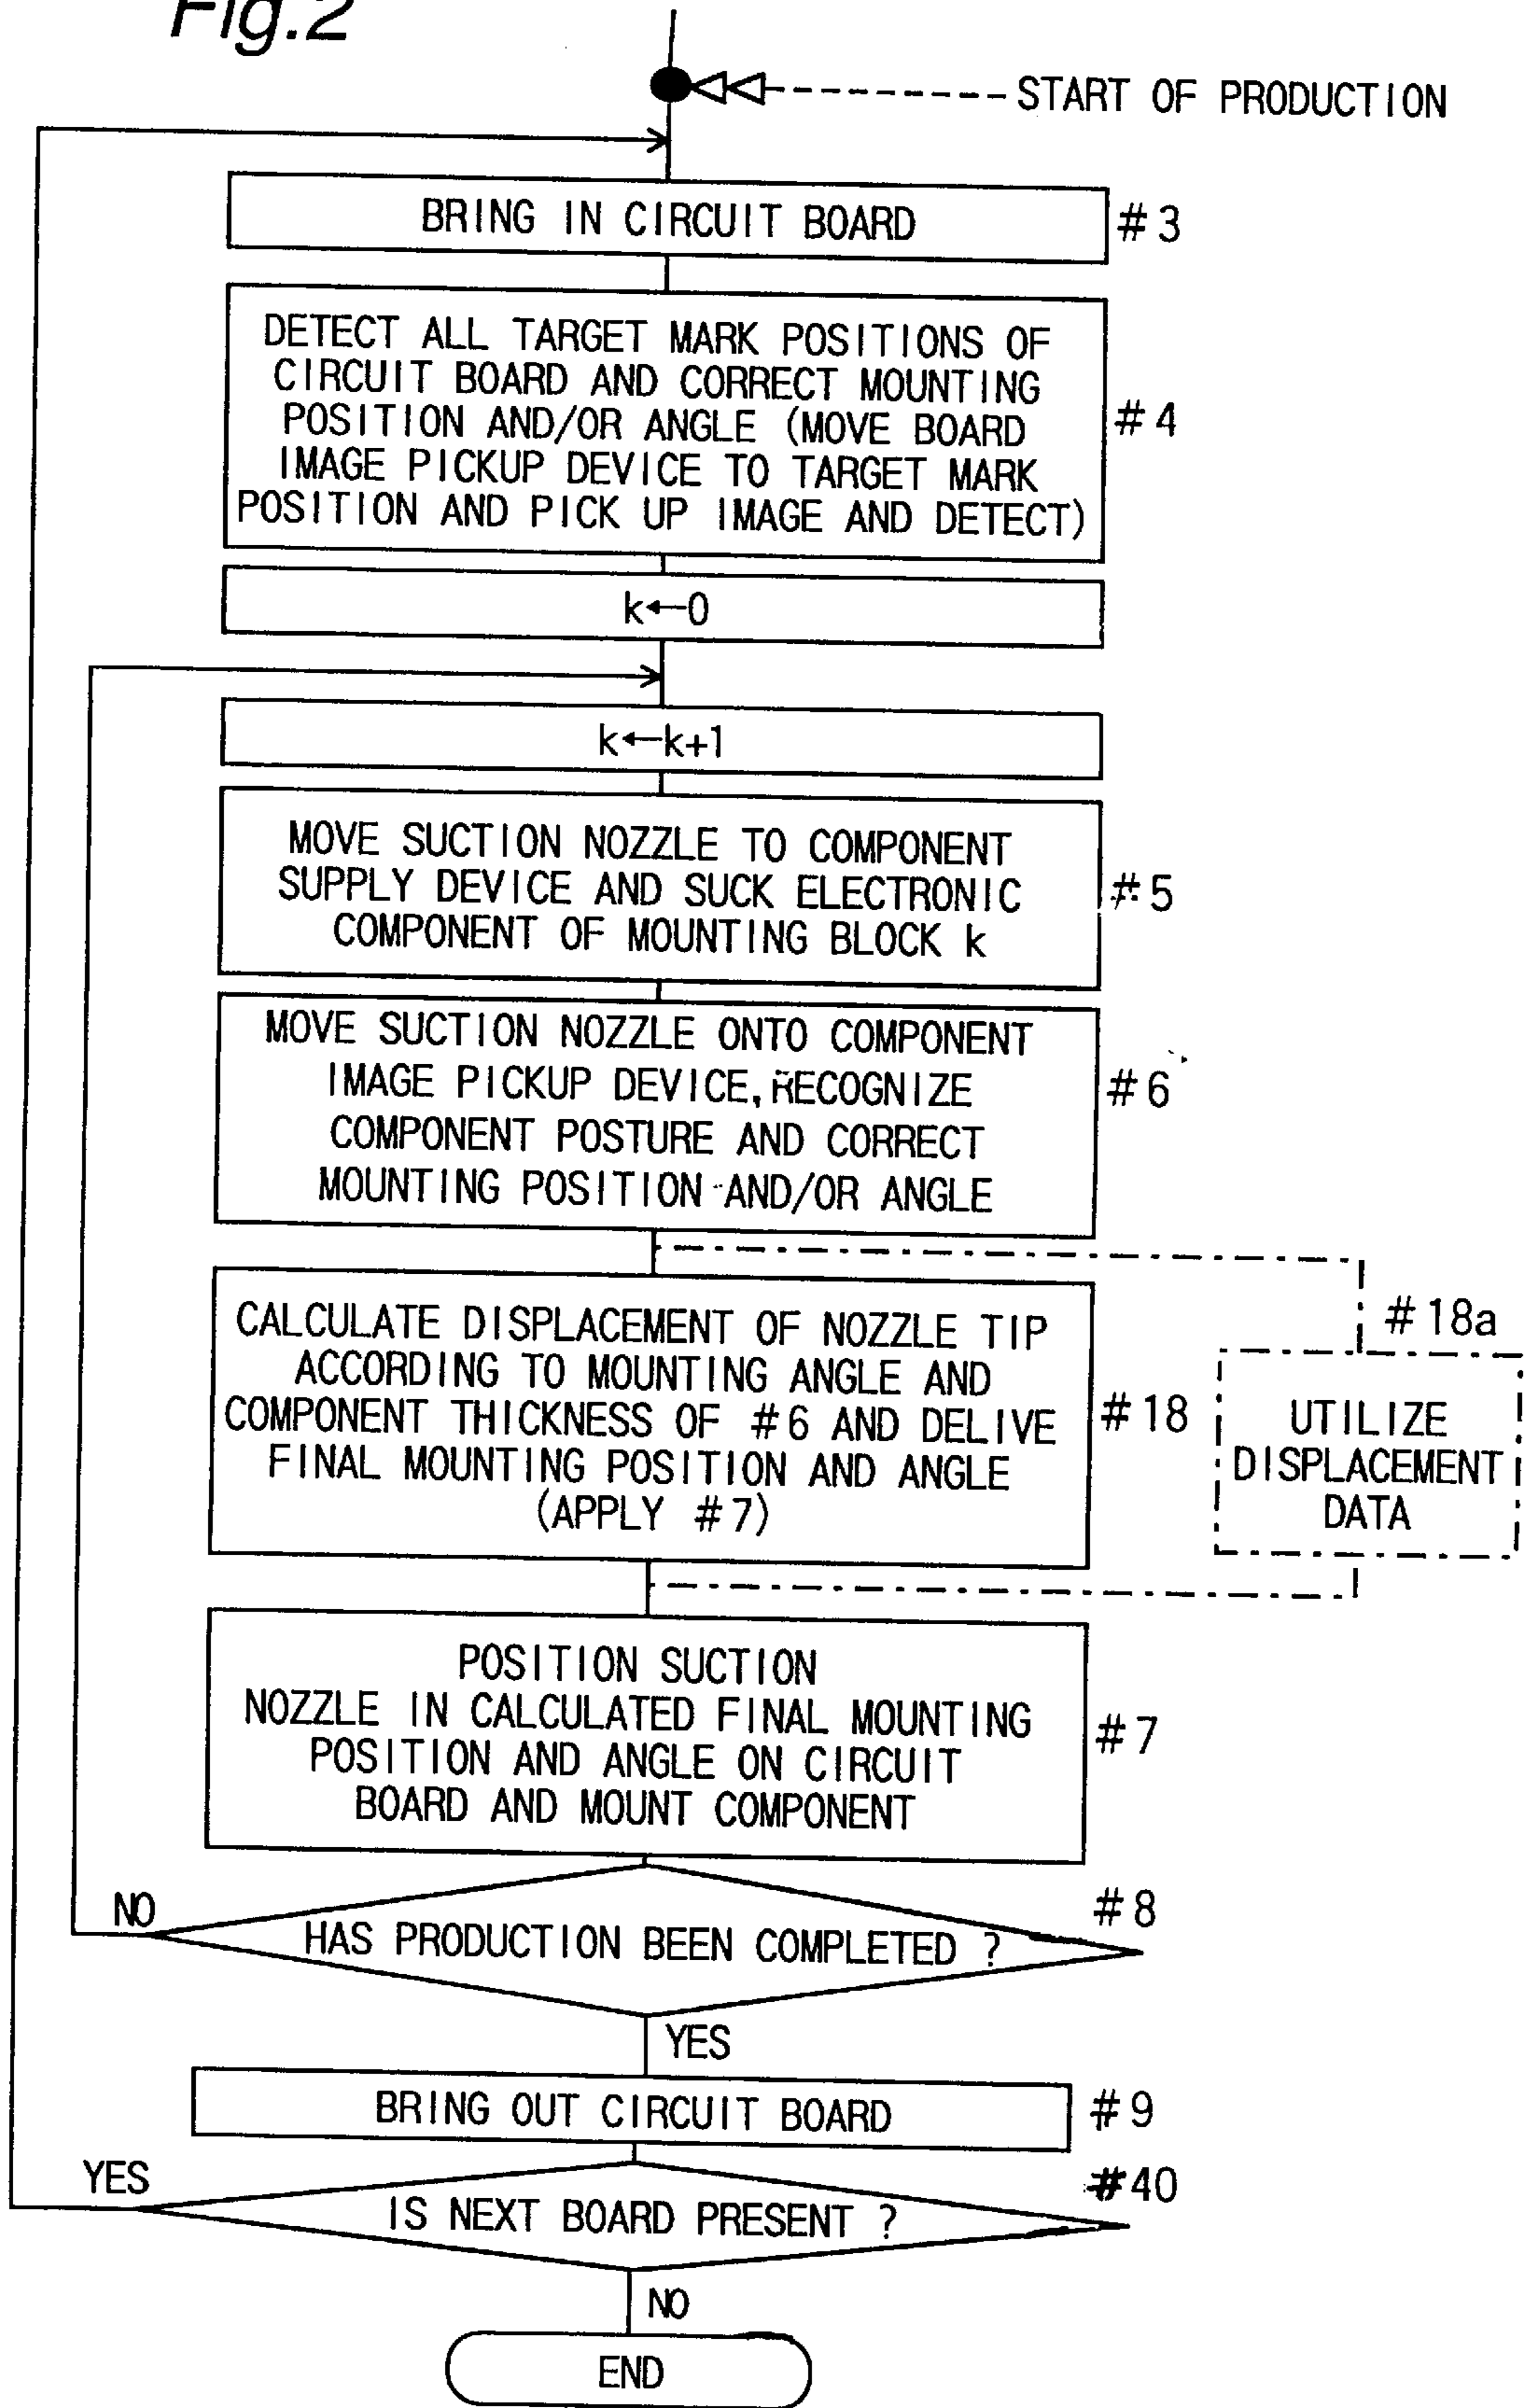 Fig.2
START OF PRODUCTION
BRING IN CIRCUIT BOARD
#3
DETECT ALL TARGET MARK POSITIONS OF
CIRCUIT BOARD AND CORRECT MOUNTING
POSITION AND/OR ANGLE (MOVE BOARD
IMAGE PICKUP DEVICE TO TARGET MARK
POSITION AND PICK UP IMAGE AND DETECT)
#4
k←0
k←k+1
MOVE SUCTION NOZZLE TO COMPONENT
SUPPLY DEVICE AND SUCK ELECTRONIC
COMPONENT OF MOUNTING BLOCK k
#5
MOVE SUCTION NOZZLE ONTO COMPONENT
IMAGE PICKUP DEVICE, RECOGNIZE
COMPONENT POSTURE AND CORRECT
MOUNTING POSITION AND/OR ANGLE
#6
CALCULATE DISPLACEMENT OF NOZZLE TIP
ACCORDING TO MOUNTING ANGLE AND
COMPONENT THICKNESS OF #6 AND DELIVE
FINAL MOUNTING POSITION AND ANGLE
(APPLY #7)
#18
#18a
UTILIZE
DISPLACEMENT
DATA
POSITION SUCTION
NOZZLE IN CALCULATED FINAL MOUNTING
POSITION AND ANGLE ON CIRCUIT
BOARD AND MOUNT COMPONENT
#7
NO
HAS PRODUCTION BEEN COMPLETED ?
#8
YES
BRING OUT CIRCUIT BOARD
#9
YES
IS NEXT BOARD PRESENT ?
#40
NO
END